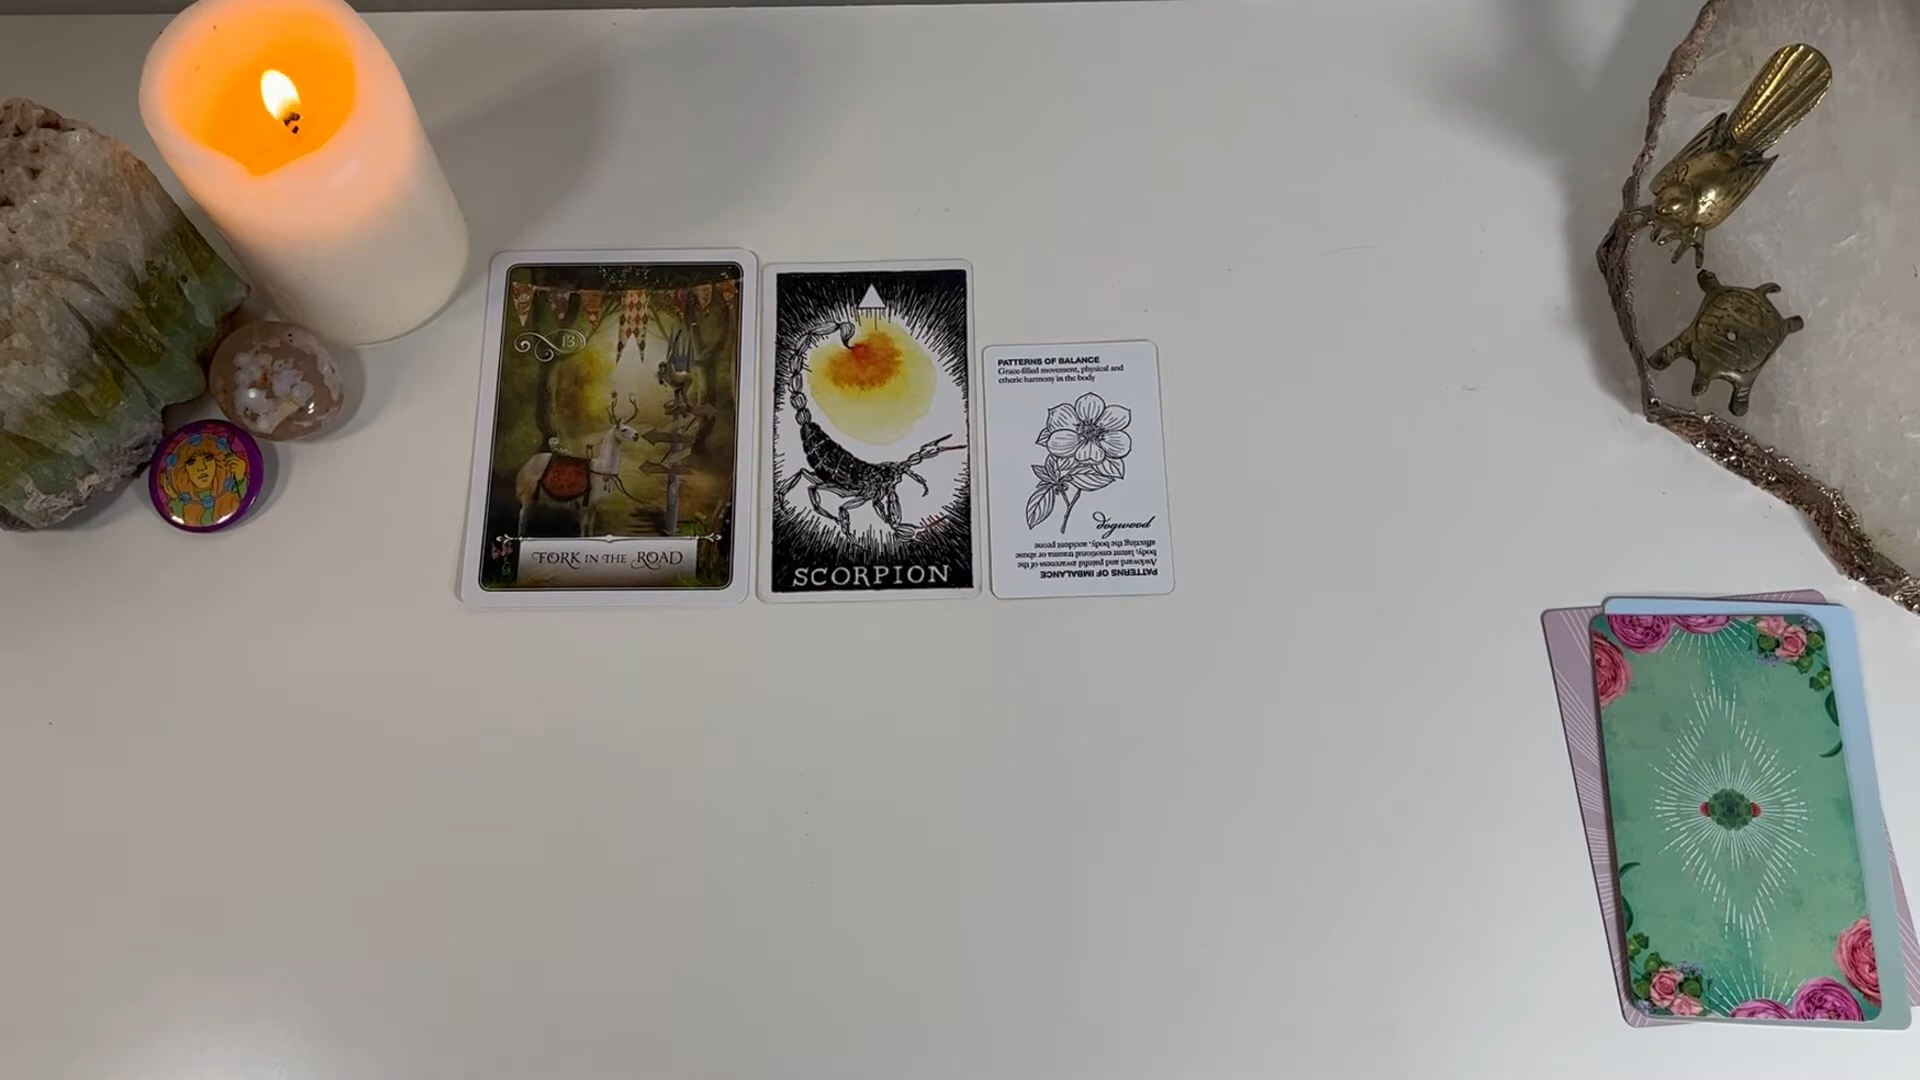 13
FORK IN THE ROAD
SCORPION
PATTERNS OF BALANCE
Grace-filled movement, physical and
etheric harmony in the body
dogwood
PATTERNS OF IMBALANCE
Awkward and painful awareness of the
body, latent emotional trauma or abuse
affecting the body, accident prone